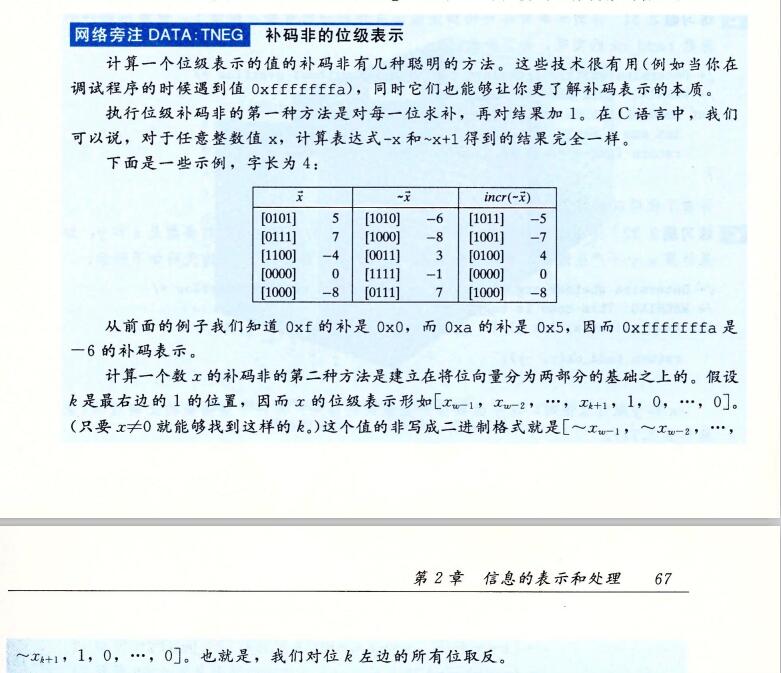 网络旁注 DATA:TNEG 补码非的位级表示
计算一个位级表示的值的补码非有几种聪明的方法。这些技术很有用(例如当你在
调试程序的时候遇到值 0xfffffffa),同时它们也能够让你更了解补码表示的本质。
执行位级补码非的第一种方法是对每一位求补,再对结果加 1。在 C 语言中,我们
可以说,对于任意整数值 x,计算表达式-x 和~x+1 得到的结果完全一样。
下面是一些示例,字长为 4:
x⃗ ~x⃗ incr(~x⃗)
[0101] 5 [1010] −6 [1011] −5
[0111] 7 [1000] −8 [1001] −7
[1100] −4 [0011] 3 [0100] 4
[0000] 0 [1111] −1 [0000] 0
[1000] −8 [0111] 7 [1000] −8
从前面的例子我们知道 0xf 的补是 0x0,而 0xa 的补是 0x5,因而 0xfffffffa 是
−6 的补码表示。
计算一个数 x 的补码非的第二种方法是建立在将位向量分为两部分的基础之上的。假设
k 是最右边的 1 的位置,因而 x 的位级表示形如[x_{w−1},x_{w−2},…,x_{k+1},1,0,…,0]。
(只要 x≠0 就能够找到这样的 k。)这个值的非写成二进制格式就是[~x_{w−1},~x_{w−2},…,
第 2 章 信息的表示和处理 67
~x_{k+1},1,0,…,0]。也就是,我们对位 k 左边的所有位取反。